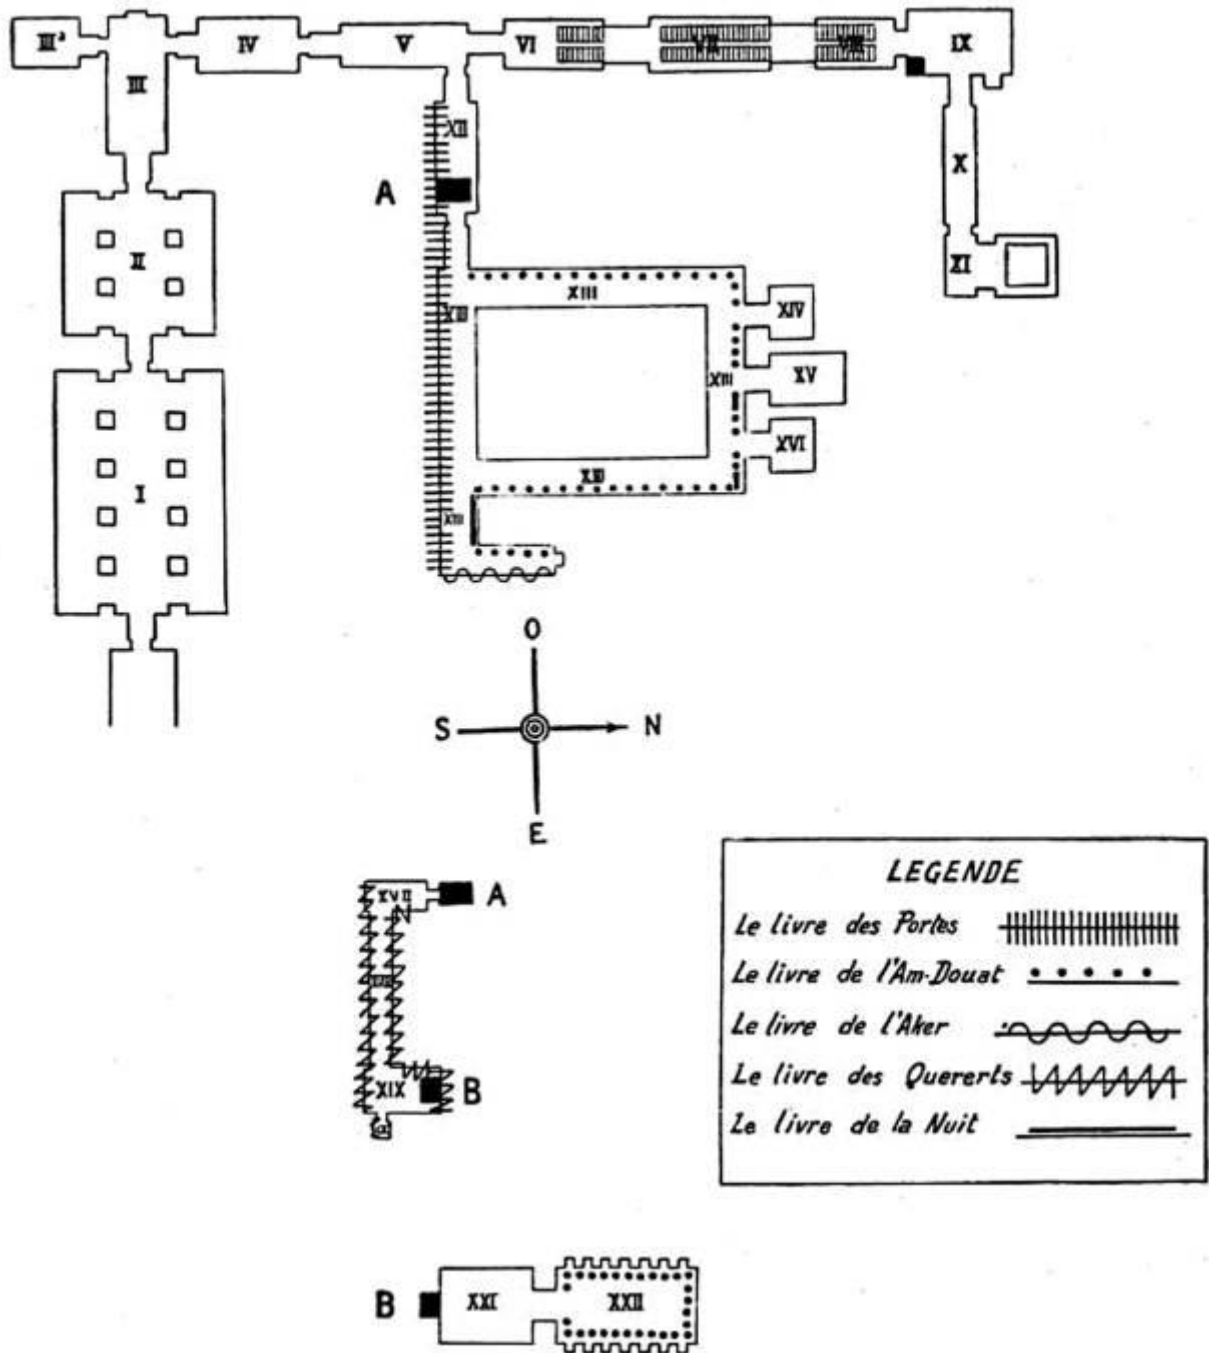 IIIª III IV V VI VII VIII IX
XII
X
A
II
XI
XIII
XIV
XIII
XIII
XV
XVI
XIII
I
XIII
O
S N
E
XVII A
LEGENDE
Le livre des Portes
Le livre de l'Am-Douat
Le livre de l'Aker
Le livre des Quererts
Le livre de la Nuit
XIX B
B XXI XXII